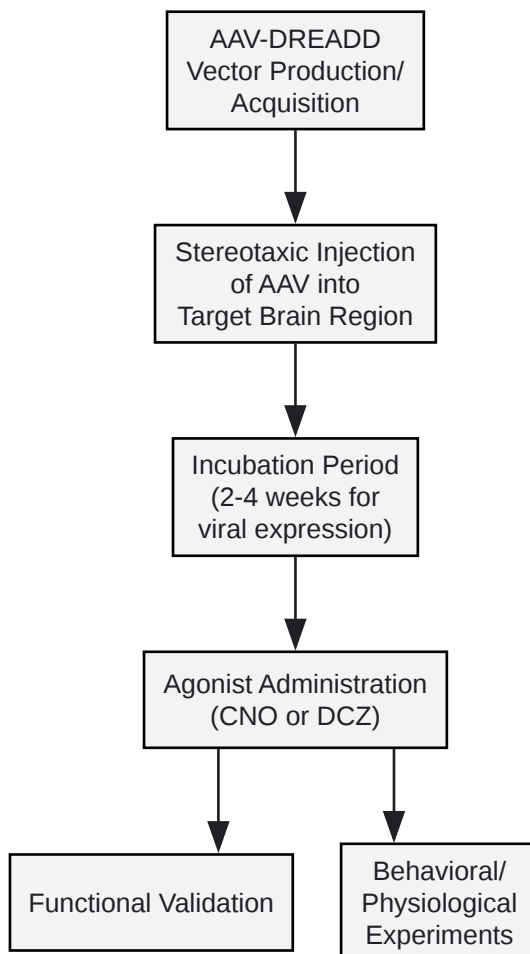 AAV-DREADD
Vector Production/
Acquisition
Stereotaxic Injection
of AAV into
Target Brain Region
Incubation Period
(2-4 weeks for
viral expression)
Agonist Administration
(CNO or DCZ)
Functional Validation
Behavioral/
Physiological
Experiments